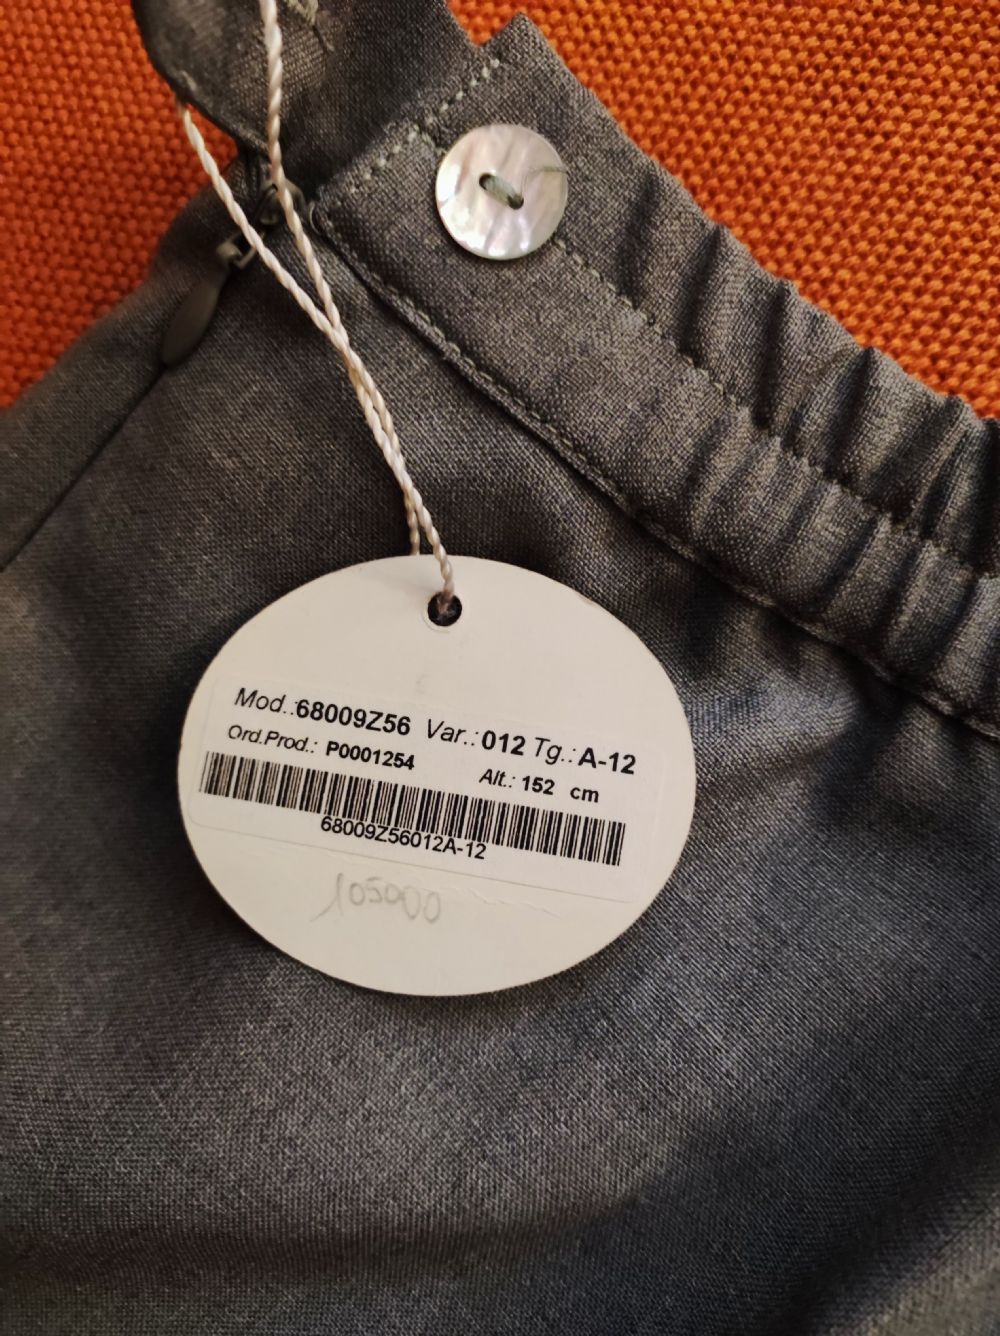 Mod.:68009Z56 Var.:012 Tg.:A-12
Ord.Prod.: P0001254 Alt.: 152 cm
68009Z56012A-12
105000